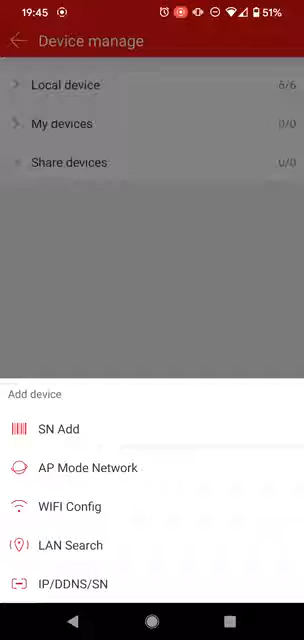 19:45
51%
Device manage
Local device
6/6
My devices
0/0
Share devices
0/0
Add device
SN Add
AP Mode Network
WIFI Config
LAN Search
IP/DDNS/SN